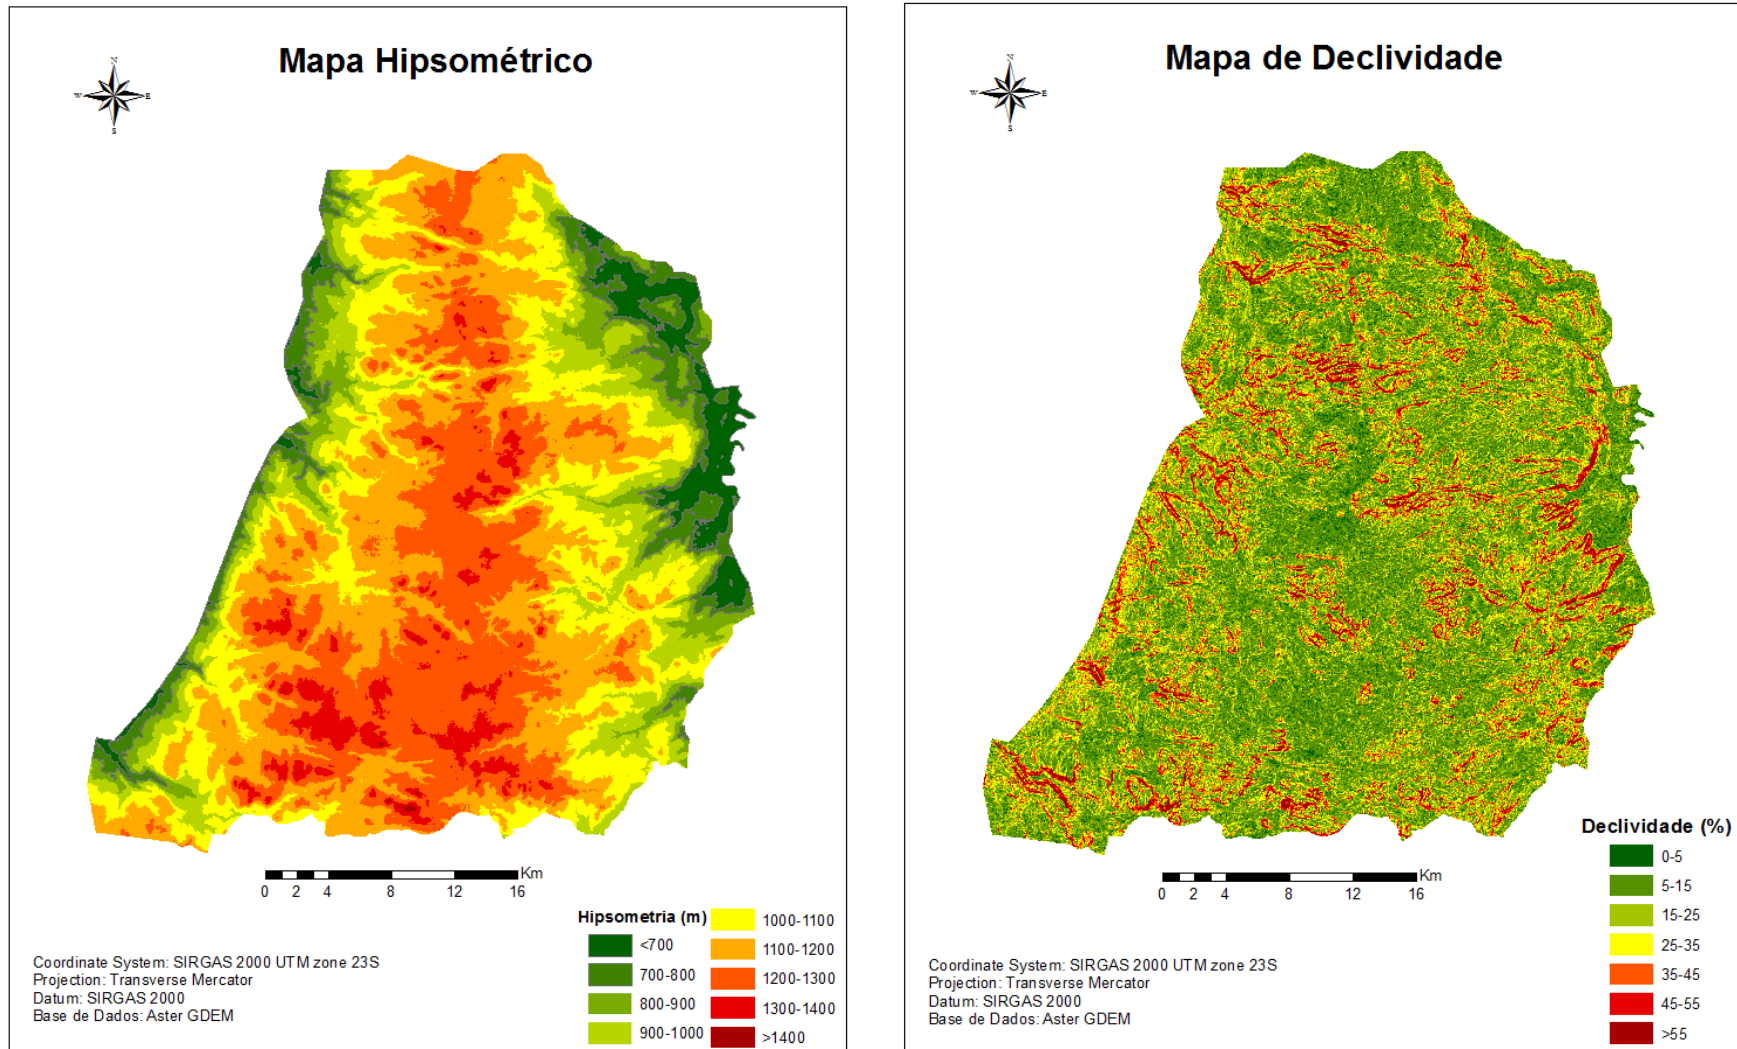 Mapa Hipsométrico
N
W E
S
0 2 4 8 12 16 Km
Hipsometria (m)
<700
700-800
800-900
900-1000
1000-1100
1100-1200
1200-1300
1300-1400
>1400
Coordinate System: SIRGAS 2000 UTM zone 23S
Projection: Transverse Mercator
Datum: SIRGAS 2000
Base de Dados: Aster GDEM
Mapa de Declividade
N
W E
S
0 2 4 8 12 16 Km
Declividade (%)
0-5
5-15
15-25
25-35
35-45
45-55
>55
Coordinate System: SIRGAS 2000 UTM zone 23S
Projection: Transverse Mercator
Datum: SIRGAS 2000
Base de Dados: Aster GDEM